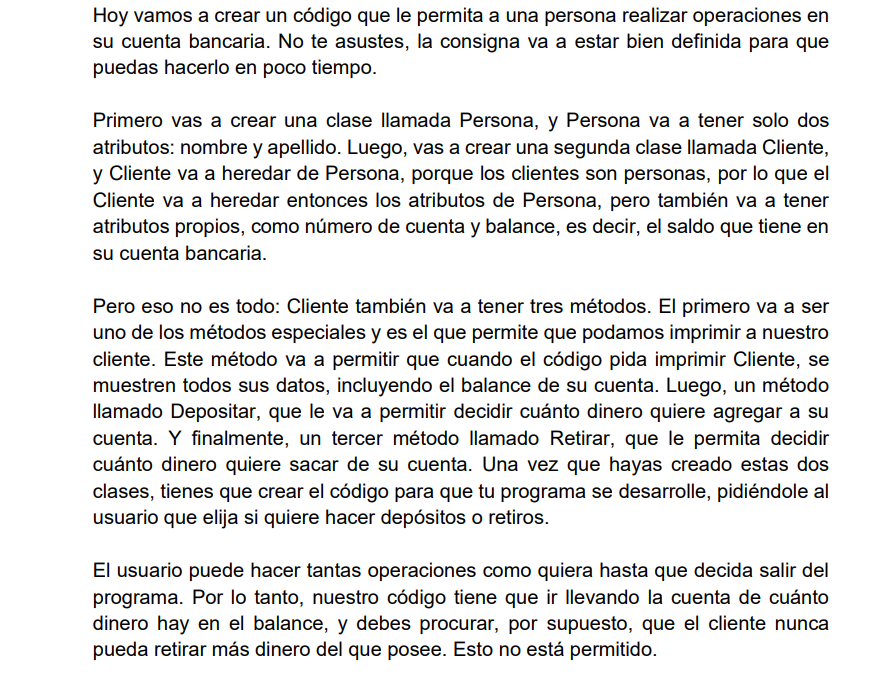 Hoy vamos a crear un código que le permita a una persona realizar operaciones en
su cuenta bancaria. No te asustes, la consigna va a estar bien definida para que
puedas hacerlo en poco tiempo.
Primero vas a crear una clase llamada Persona, y Persona va a tener solo dos
atributos: nombre y apellido. Luego, vas a crear una segunda clase llamada Cliente,
y Cliente va a heredar de Persona, porque los clientes son personas, por lo que el
Cliente va a heredar entonces los atributos de Persona, pero también va a tener
atributos propios, como número de cuenta y balance, es decir, el saldo que tiene en
su cuenta bancaria.
Pero eso no es todo: Cliente también va a tener tres métodos. El primero va a ser
uno de los métodos especiales y es el que permite que podamos imprimir a nuestro
cliente. Este método va a permitir que cuando el código pida imprimir Cliente, se
muestren todos sus datos, incluyendo el balance de su cuenta. Luego, un método
llamado Depositar, que le va a permitir decidir cuánto dinero quiere agregar a su
cuenta. Y finalmente, un tercer método llamado Retirar, que le permita decidir
cuánto dinero quiere sacar de su cuenta. Una vez que hayas creado estas dos
clases, tienes que crear el código para que tu programa se desarrolle, pidiéndole al
usuario que elija si quiere hacer depósitos o retiros.
El usuario puede hacer tantas operaciones como quiera hasta que decida salir del
programa. Por lo tanto, nuestro código tiene que ir llevando la cuenta de cuánto
dinero hay en el balance, y debes procurar, por supuesto, que el cliente nunca
pueda retirar más dinero del que posee. Esto no está permitido.